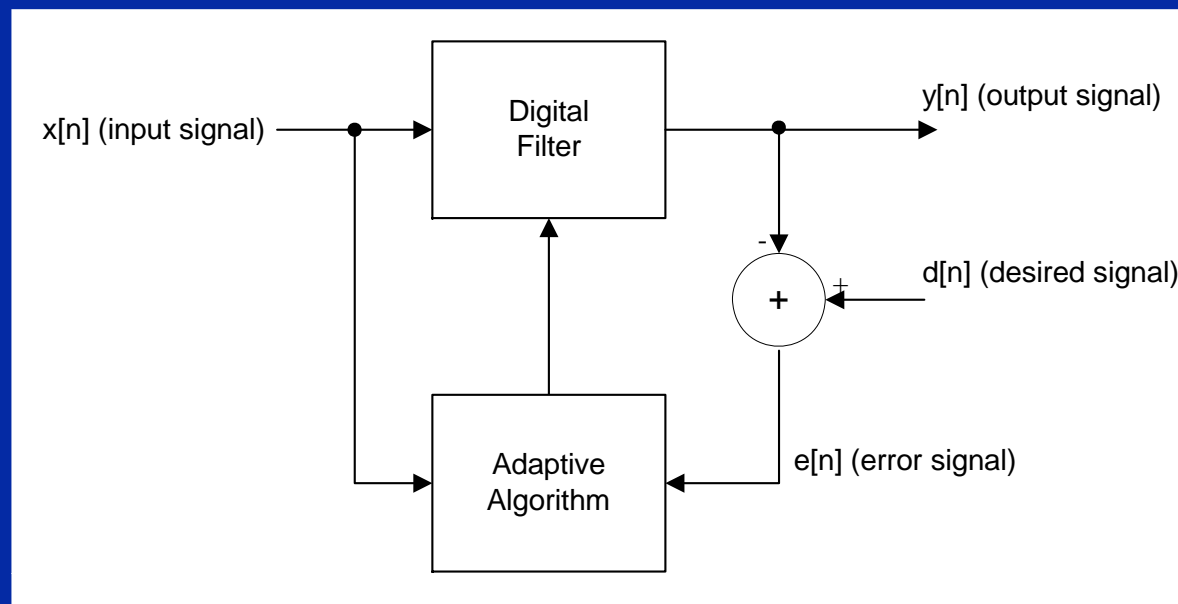 Digital
Filter
x[n] (input signal)
y[n] (output signal)
-
+
+
d[n] (desired signal)
Adaptive
Algorithm
e[n] (error signal)